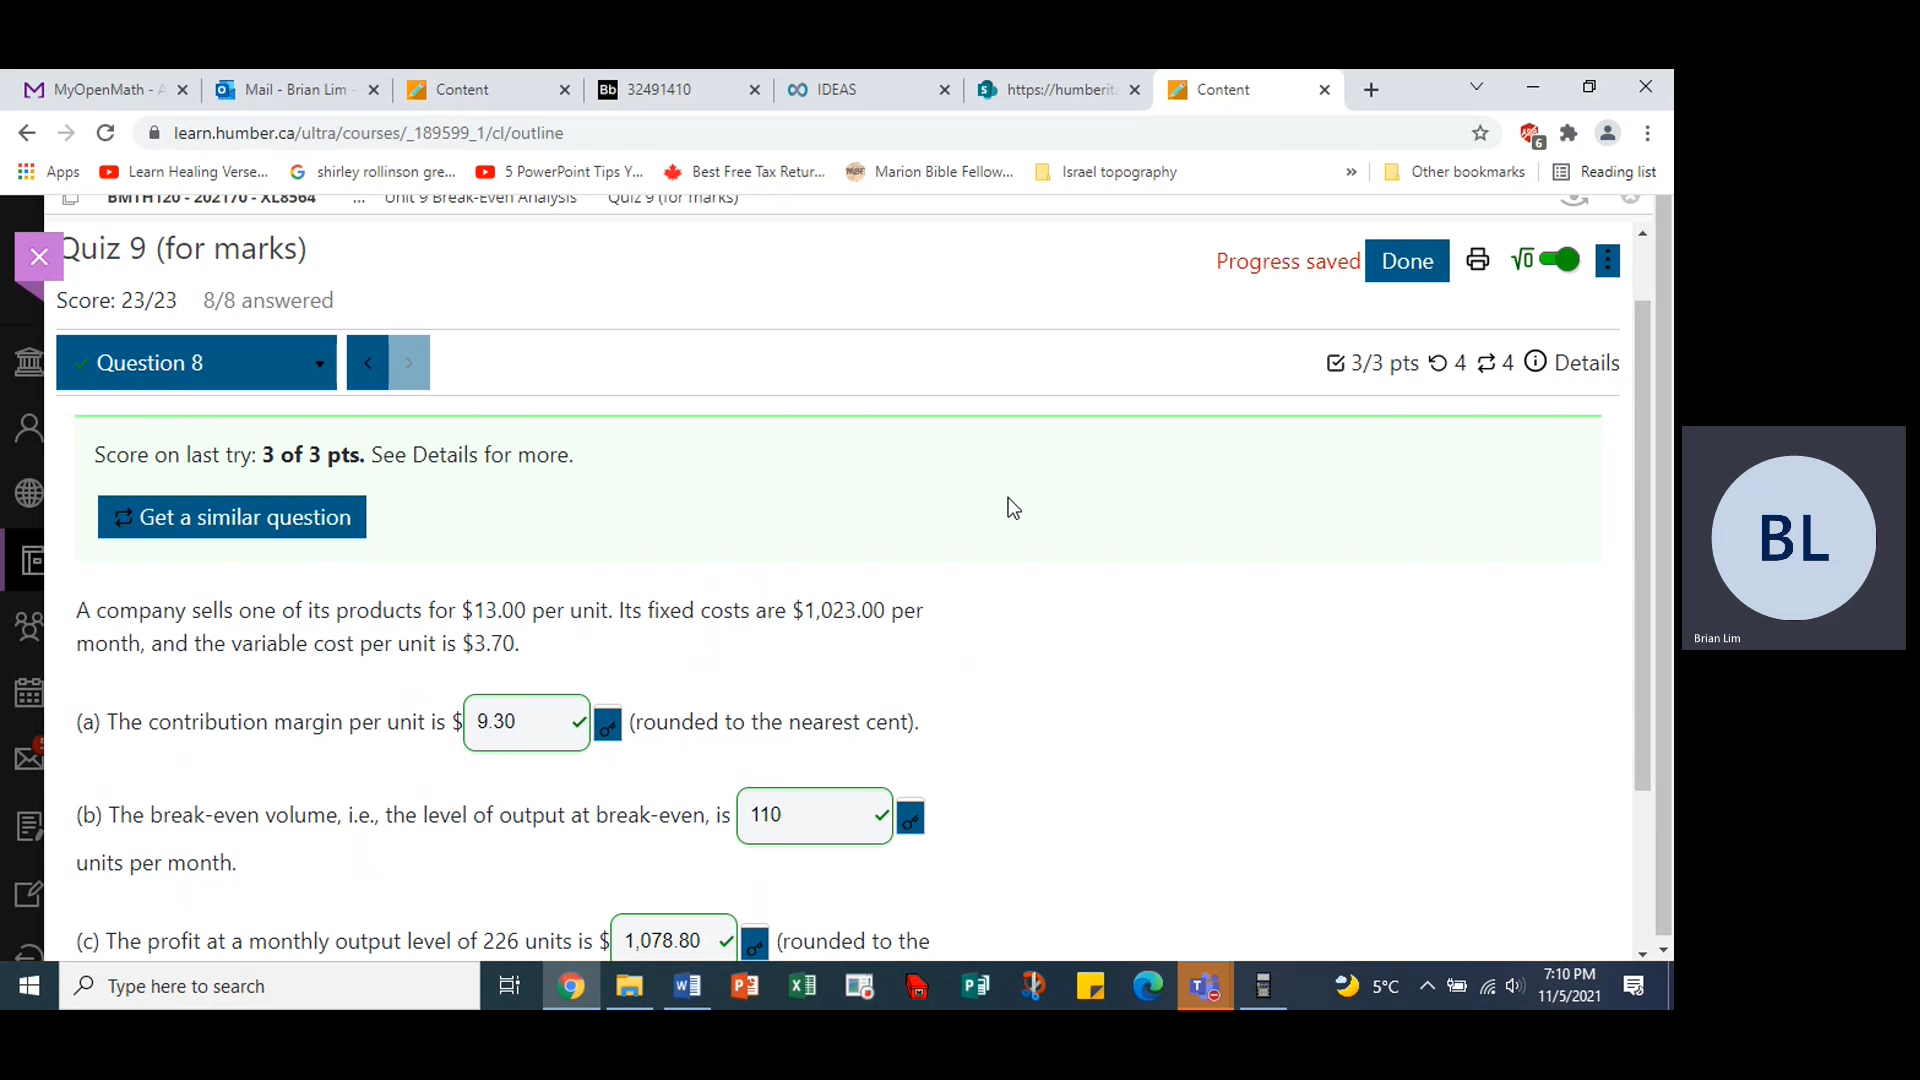 MyOpenMath - A
Mail - Brian Lim -
Content
Bb 32491410
IDEAS
https://humberit
Content
learn.humber.ca/ultra/courses/_189599_1/cl/outline
6
Apps
Learn Healing Verse...
shirley rollinson gre...
5 PowerPoint Tips Y...
Best Free Tax Retur...
Marion Bible Fellow...
Israel topography
»
Other bookmarks
Reading list
BMTH120 - 202170 - XL8564
...
Unit 9 Break-Even Analysis
Quiz 9 (for marks)
Quiz 9 (for marks)
Progress saved
Done
√0
Score: 23/23 8/8 answered
Question 8
<
>
3/3 pts 4 4 Details
Score on last try: 3 of 3 pts. See Details for more.
Get a similar question
A company sells one of its products for $13.00 per unit. Its fixed costs are $1,023.00 per
month, and the variable cost per unit is $3.70.
(a) The contribution margin per unit is $ 9.30 (rounded to the nearest cent).
(b) The break-even volume, i.e., the level of output at break-even, is 110
units per month.
(c) The profit at a monthly output level of 226 units is $ 1,078.80 (rounded to the
BL
Brian Lim
Type here to search
5°C
7:10 PM
11/5/2021